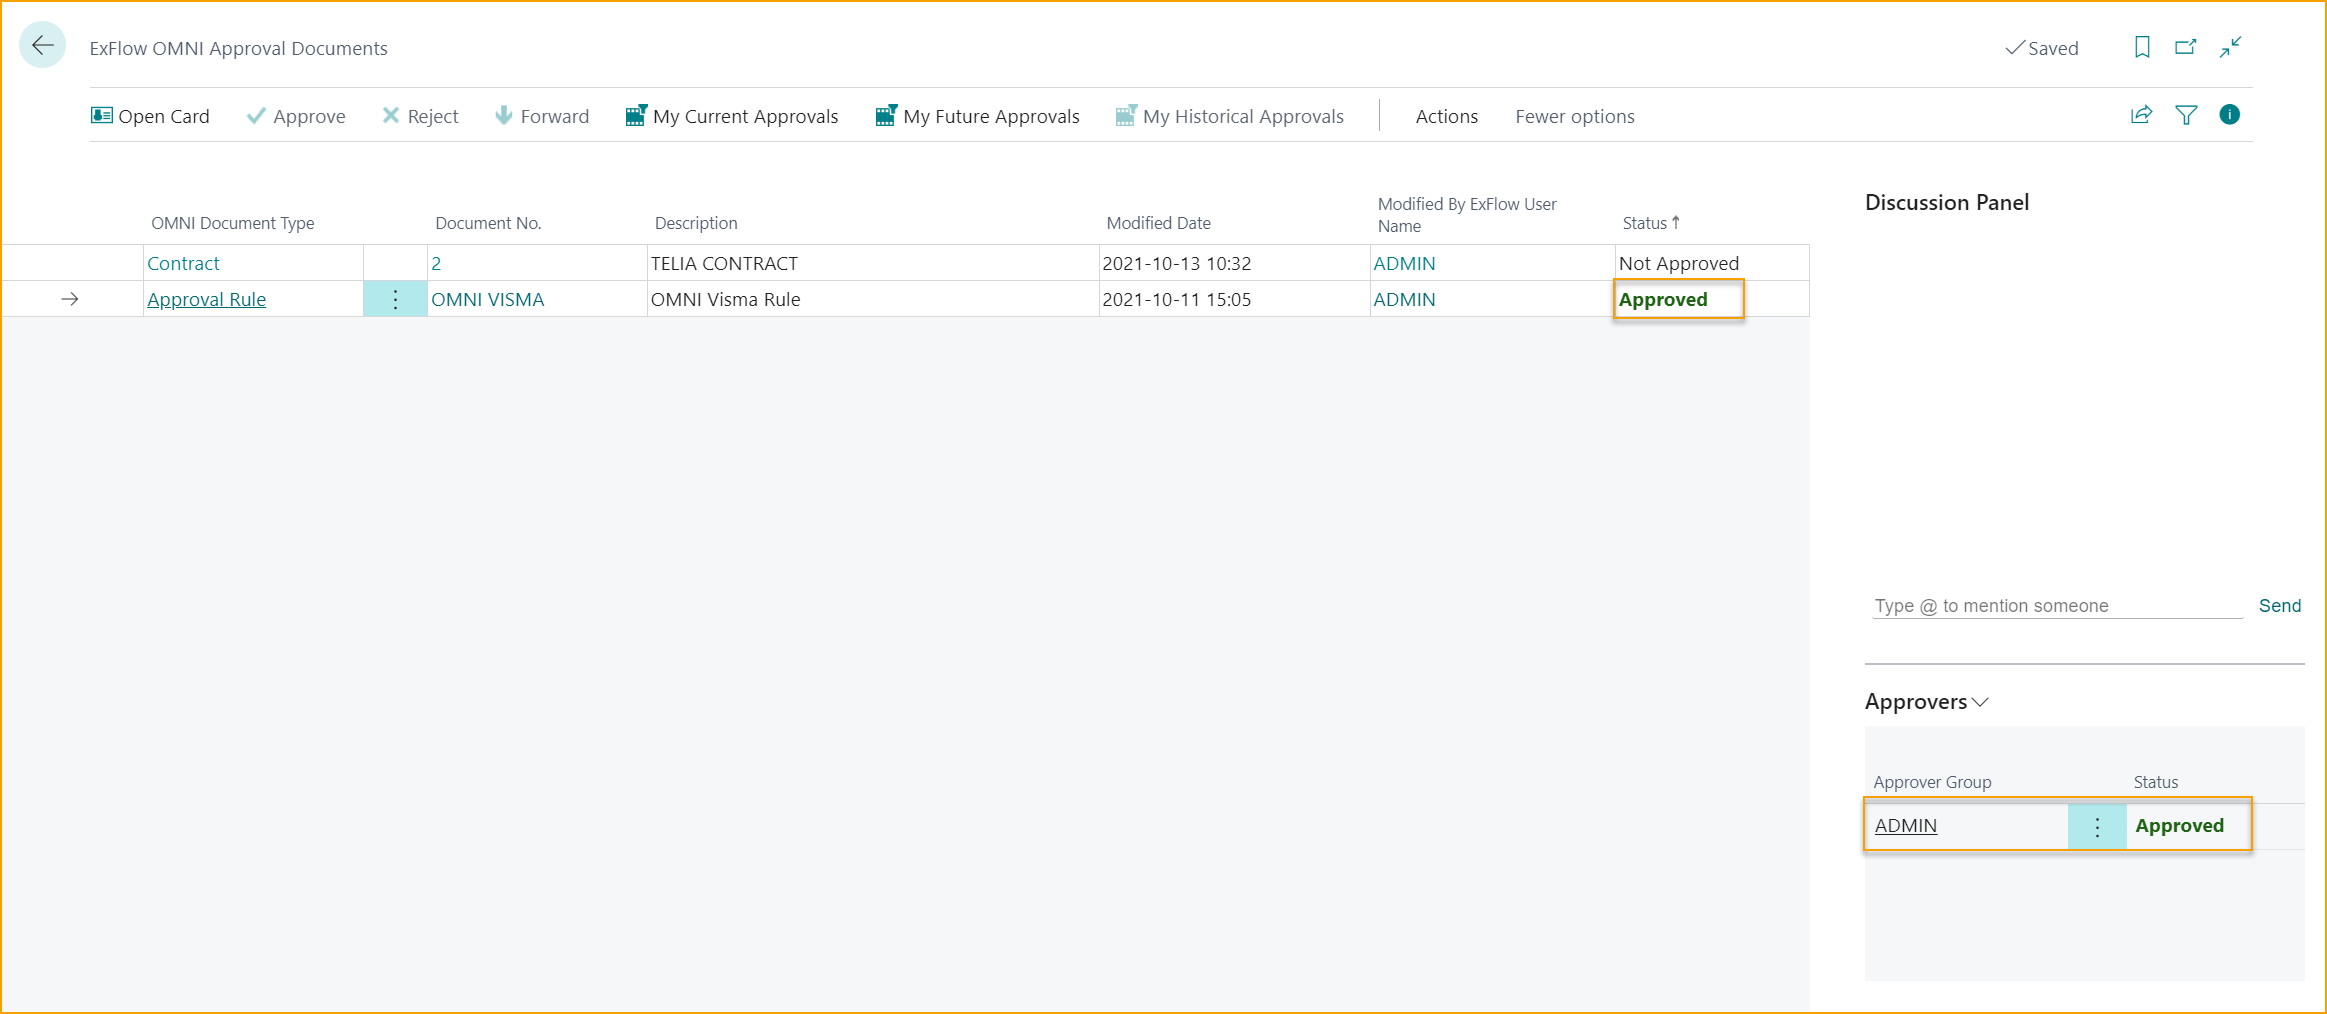 ExFlow OMNI Approval Documents
Saved
Open Card Approve Reject Forward My Current Approvals My Future Approvals My Historical Approvals Actions Fewer options
OMNI Document Type Document No. Description Modified Date Modified By ExFlow User Name Status ↑
Contract 2 TELIA CONTRACT 2021-10-13 10:32 ADMIN Not Approved
Approval Rule OMNI VISMA OMNI Visma Rule 2021-10-11 15:05 ADMIN Approved
Discussion Panel
Type @ to mention someone Send
Approvers
Approver Group Status
ADMIN Approved